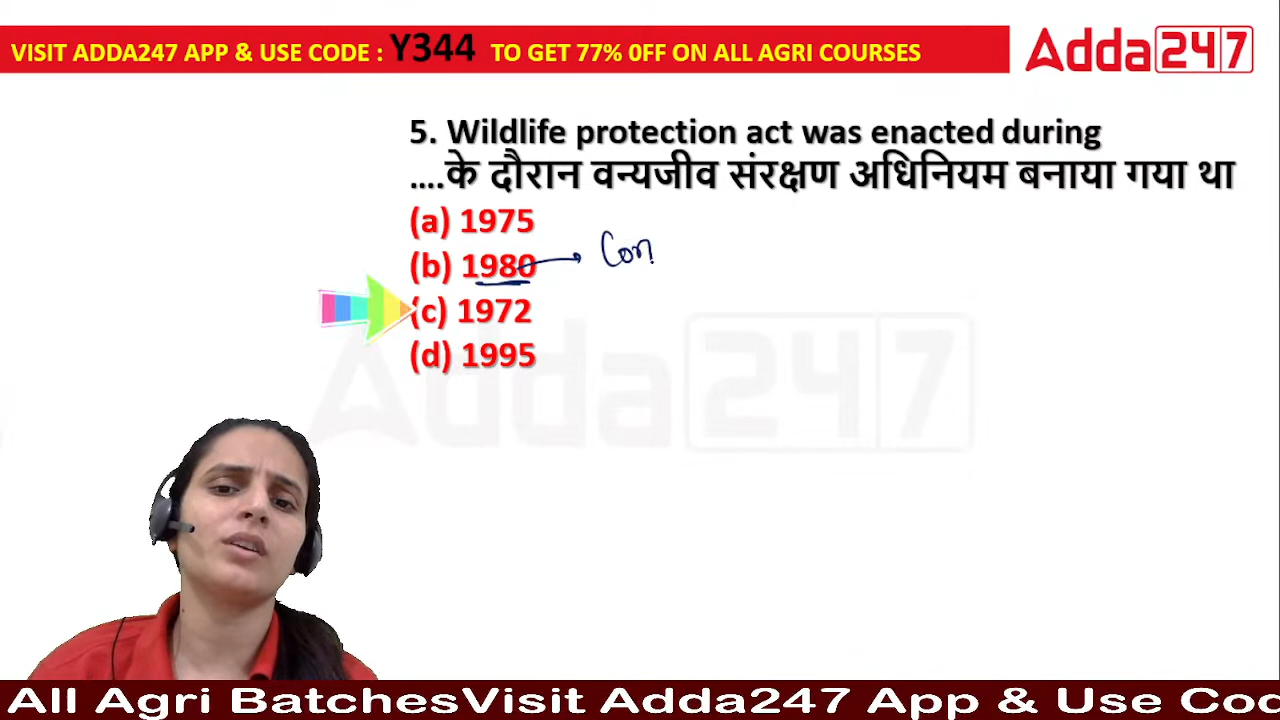 VISIT ADDA247 APP & USE CODE : Y344 TO GET 77% 0FF ON ALL AGRI COURSES
Adda247
5. Wildlife protection act was enacted during
....के दौरान वन्यजीव संरक्षण अधिनियम बनाया गया था
(a) 1975
(b) 1980 Con
(c) 1972
(d) 1995
Adda247
All Agri BatchesVisit Adda247 App & Use Coc